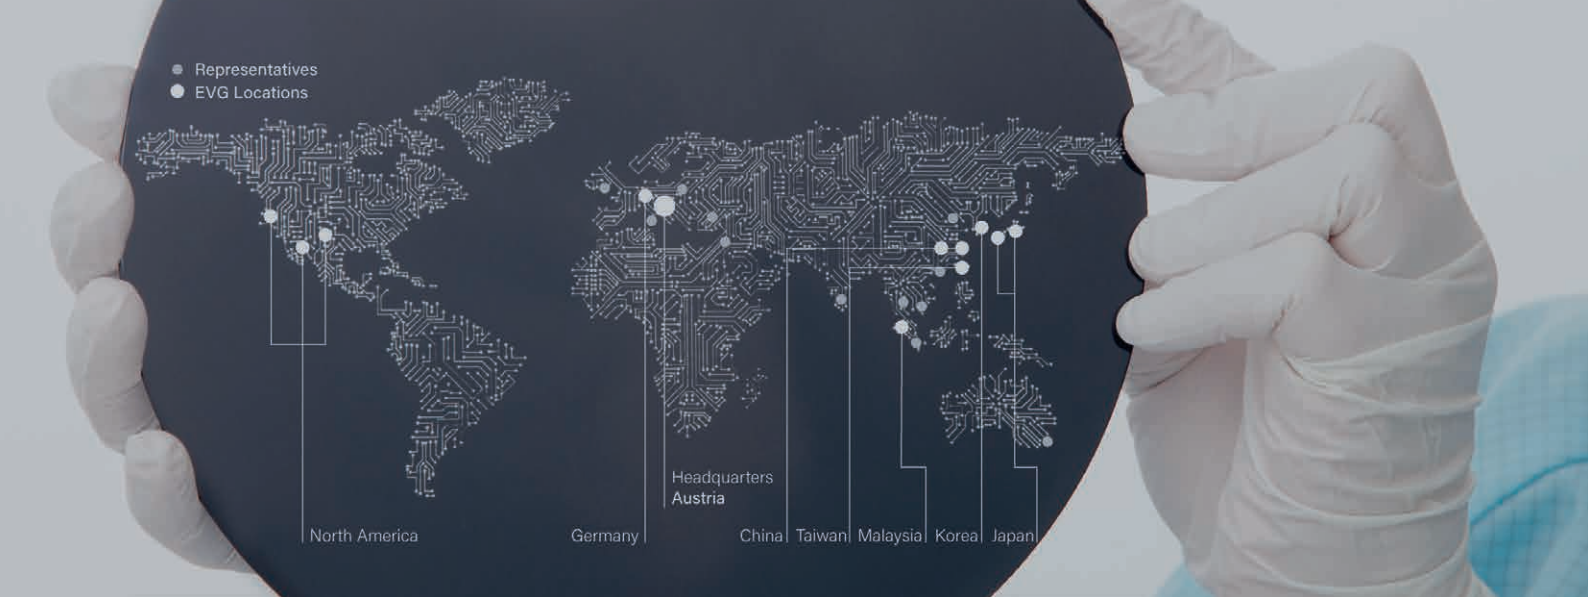 Representatives
EVG Locations
Headquarters
Austria
North America
Germany
China
Taiwan
Malaysia
Korea
Japan